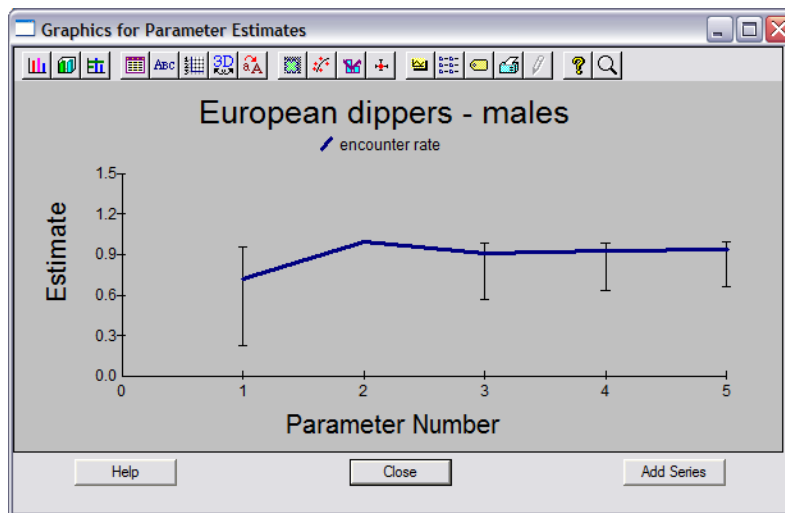 Graphics for Parameter Estimates
ABC
3D
European dippers - males
encounter rate
Estimate
1.5
1.2
0.9
0.6
0.3
0.0
0 1 2 3 4 5
Parameter Number
Help Close Add Series